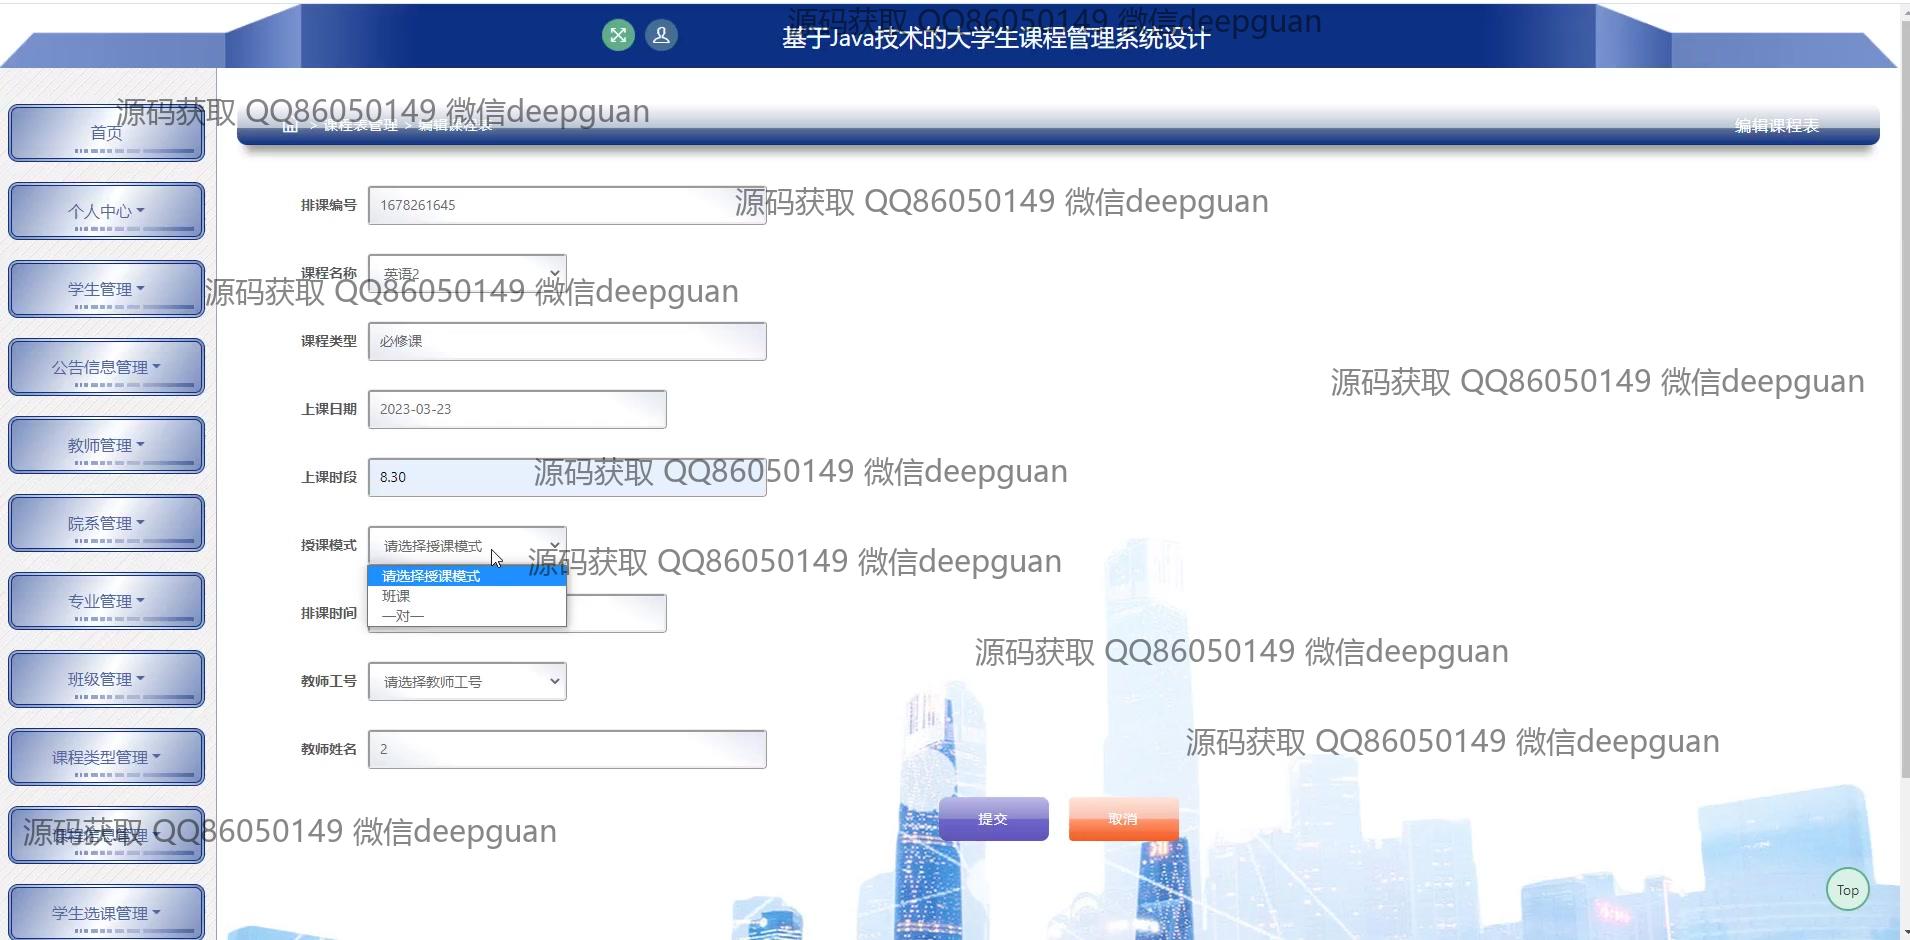 源码获取 QQ86050149 微信deepguan
基于Java技术的大学生课程管理系统设计
源码获取 QQ86050149 微信deepguan
首页
> 课程表管理 > 编辑课程表
编辑课程表
个人中心
排课编号 1678261645
源码获取 QQ86050149 微信deepguan
课程名称 英语2
学生管理
源码获取 QQ86050149 微信deepguan
课程类型 必修课
公告信息管理
源码获取 QQ86050149 微信deepguan
上课日期 2023-03-23
教师管理
上课时段 8.30
源码获取 QQ86050149 微信deepguan
院系管理
授课模式 请选择授课模式
源码获取 QQ86050149 微信deepguan
请选择授课模式
班课
一对一
专业管理
排课时间
源码获取 QQ86050149 微信deepguan
班级管理
教师工号 请选择教师工号
教师姓名 2
源码获取 QQ86050149 微信deepguan
课程类型管理
提交
取消
课程信息管理
源码获取 QQ86050149 微信deepguan
Top
学生选课管理